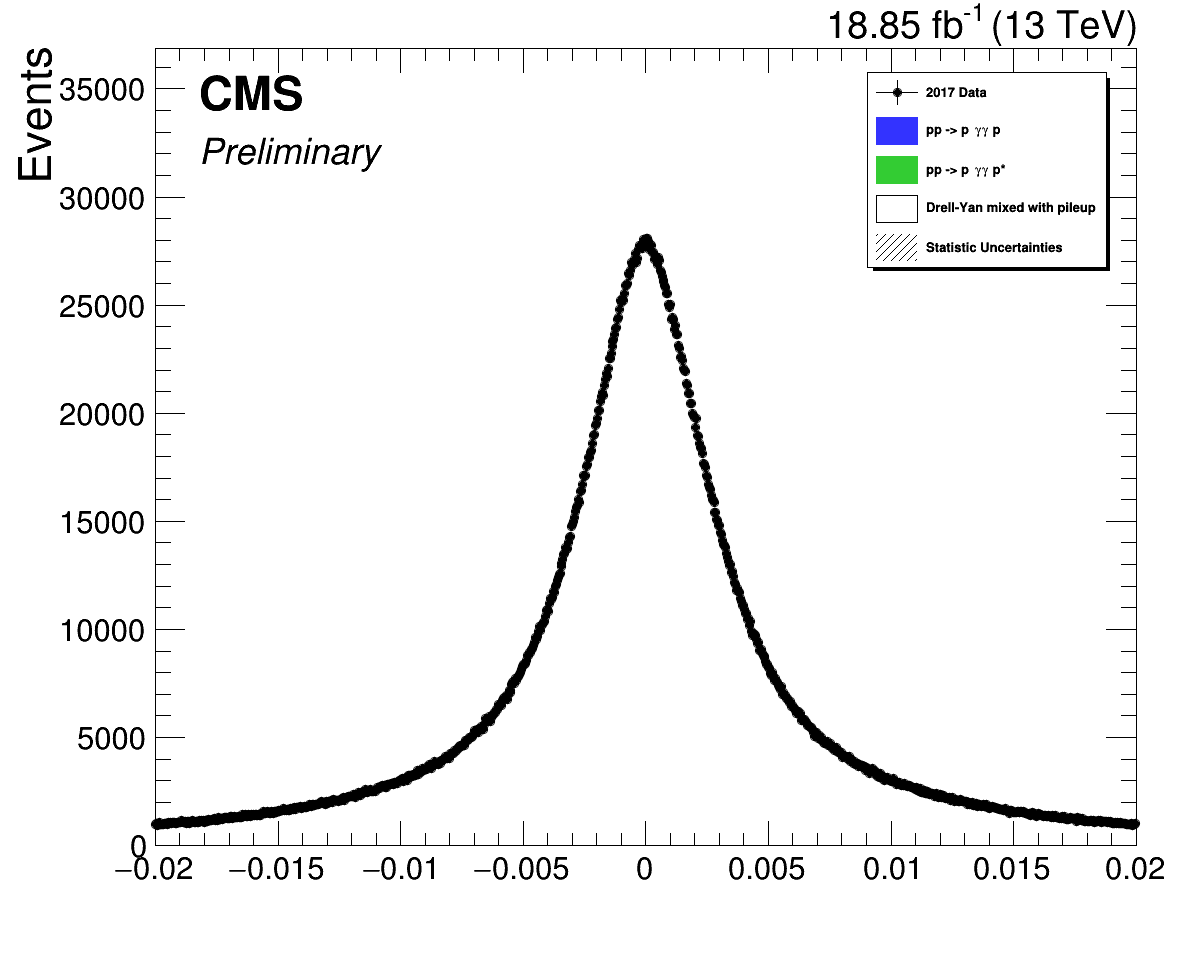 18.85 fb⁻¹ (13 TeV)
Events
CMS
Preliminary
2017 Data
pp -> p γγ p
pp -> p γγ p*
Drell-Yan mixed with pileup
Statistic Uncertainties
35000
30000
25000
20000
15000
10000
5000
0
−0.02 −0.015 −0.01 −0.005 0 0.005 0.01 0.015 0.02